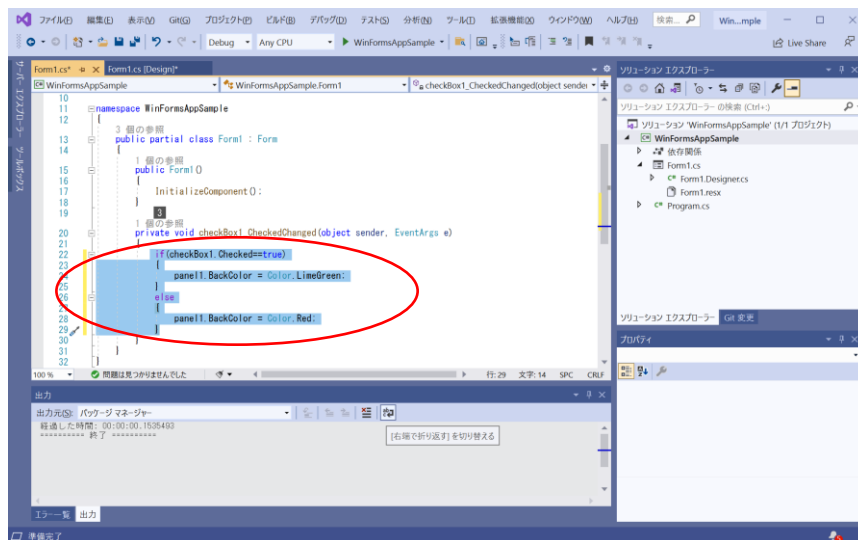 ファイル(F) 編集(E) 表示(V) Git(G) プロジェクト(P) ビルド(B) デバッグ(D) テスト(S) 分析(N) ツール(T) 拡張機能(X) ウィンドウ(W) ヘルプ(H) 検索... Win...mple
Debug Any CPU WinFormsAppSample Live Share
サーバー エクスプローラー
ツールボックス
Form1.cs* Form1.cs [Design]*
WinFormsAppSample WinFormsAppSample.Form1 checkBox1_CheckedChanged(object sender
10
11 namespace WinFormsAppSample
12 {
3 個の参照
13 public partial class Form1 : Form
14 {
1 個の参照
15 public Form1()
16 {
17 InitializeComponent();
18 }
19
3
1 個の参照
20 private void checkBox1_CheckedChanged(object sender, EventArgs e)
21 {
22 if(checkBox1.Checked==true)
23 {
24 panel1.BackColor = Color.LimeGreen;
25 }
26 else
27 {
28 panel1.BackColor = Color.Red;
29 }
30 }
31 }
32 }
100 % 問題は見つかりませんでした 行: 29 文字: 14 SPC CRLF
出力
出力元(S): パッケージ マネージャー
経過した時間: 00:00:00.1535493
========== 終了 ==========
[右端で折り返す] を切り替える
エラー一覧 出力
準備完了
ソリューション エクスプローラー
ソリューション エクスプローラー の検索 (Ctrl+;)
ソリューション 'WinFormsAppSample' (1/1 プロジェクト)
C# WinFormsAppSample
依存関係
Form1.cs
C# Form1.Designer.cs
Form1.resx
C# Program.cs
ソリューション エクスプローラー Git 変更
プロパティ